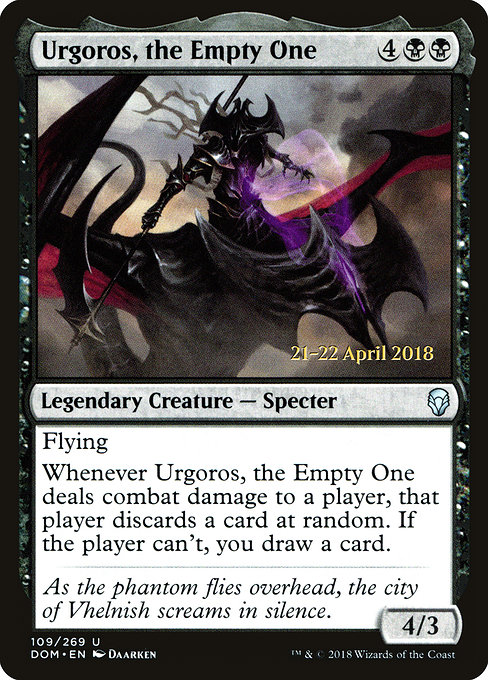 Urgoros, the Empty One 4
21–22 April 2018
Legendary Creature — Specter
Flying
Whenever Urgoros, the Empty One
deals combat damage to a player, that
player discards a card at random. If
the player can't, you draw a card.
As the phantom flies overhead, the city
of Vhelnish screams in silence.
4/3
109/269 U
DOM • EN Daarken
™ & © 2018 Wizards of the Coast